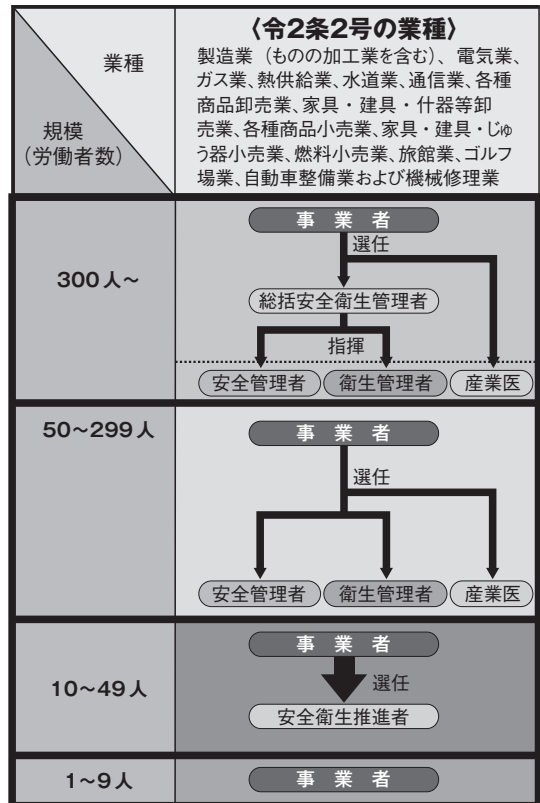 業種
規模
(労働者数)
〈令2条2号の業種〉
製造業(ものの加工業を含む)、電気業、
ガス業、熱供給業、水道業、通信業、各種
商品卸売業、家具・建具・什器等卸
売業、各種商品小売業、家具・建具・じゅ
う器小売業、燃料小売業、旅館業、ゴルフ
場業、自動車整備業および機械修理業
300人~
事業者
選任
総括安全衛生管理者
指揮
安全管理者 衛生管理者 産業医
50~299人
事業者
選任
安全管理者 衛生管理者 産業医
10~49人
事業者
選任
安全衛生推進者
1~9人
事業者